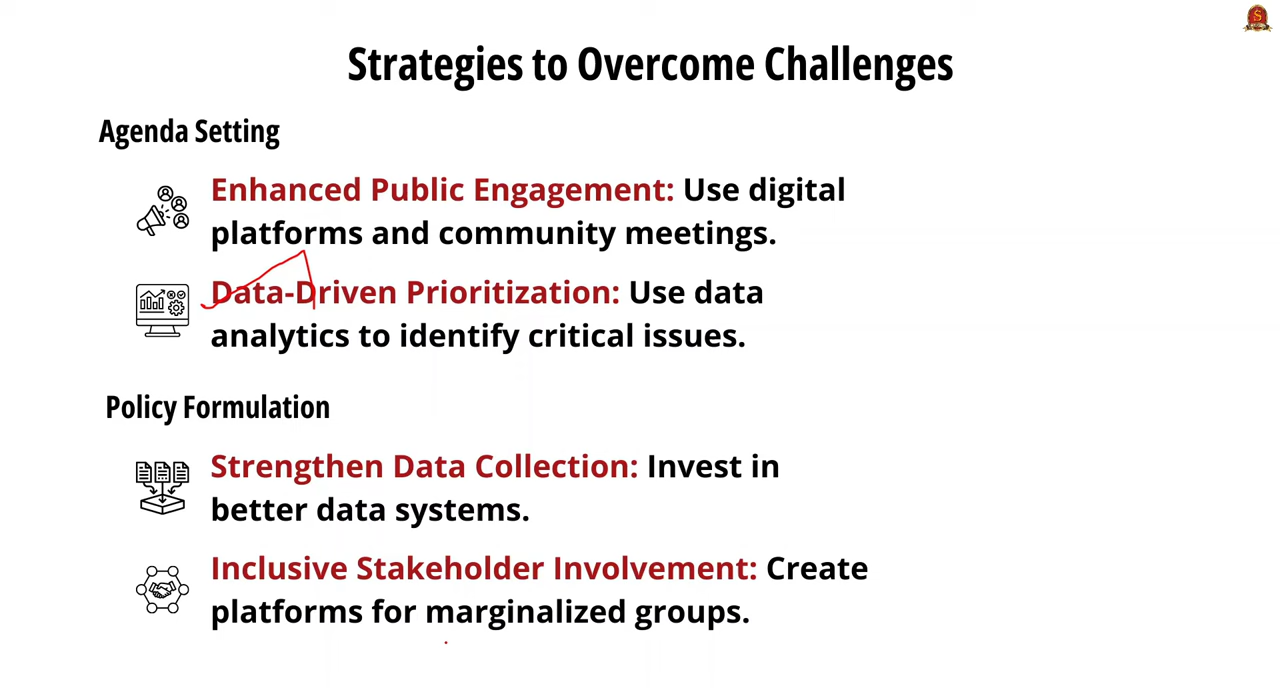 Strategies to Overcome Challenges
Agenda Setting
Enhanced Public Engagement: Use digital
platforms and community meetings.
Data-Driven Prioritization: Use data
analytics to identify critical issues.
Policy Formulation
Strengthen Data Collection: Invest in
better data systems.
Inclusive Stakeholder Involvement: Create
platforms for marginalized groups.